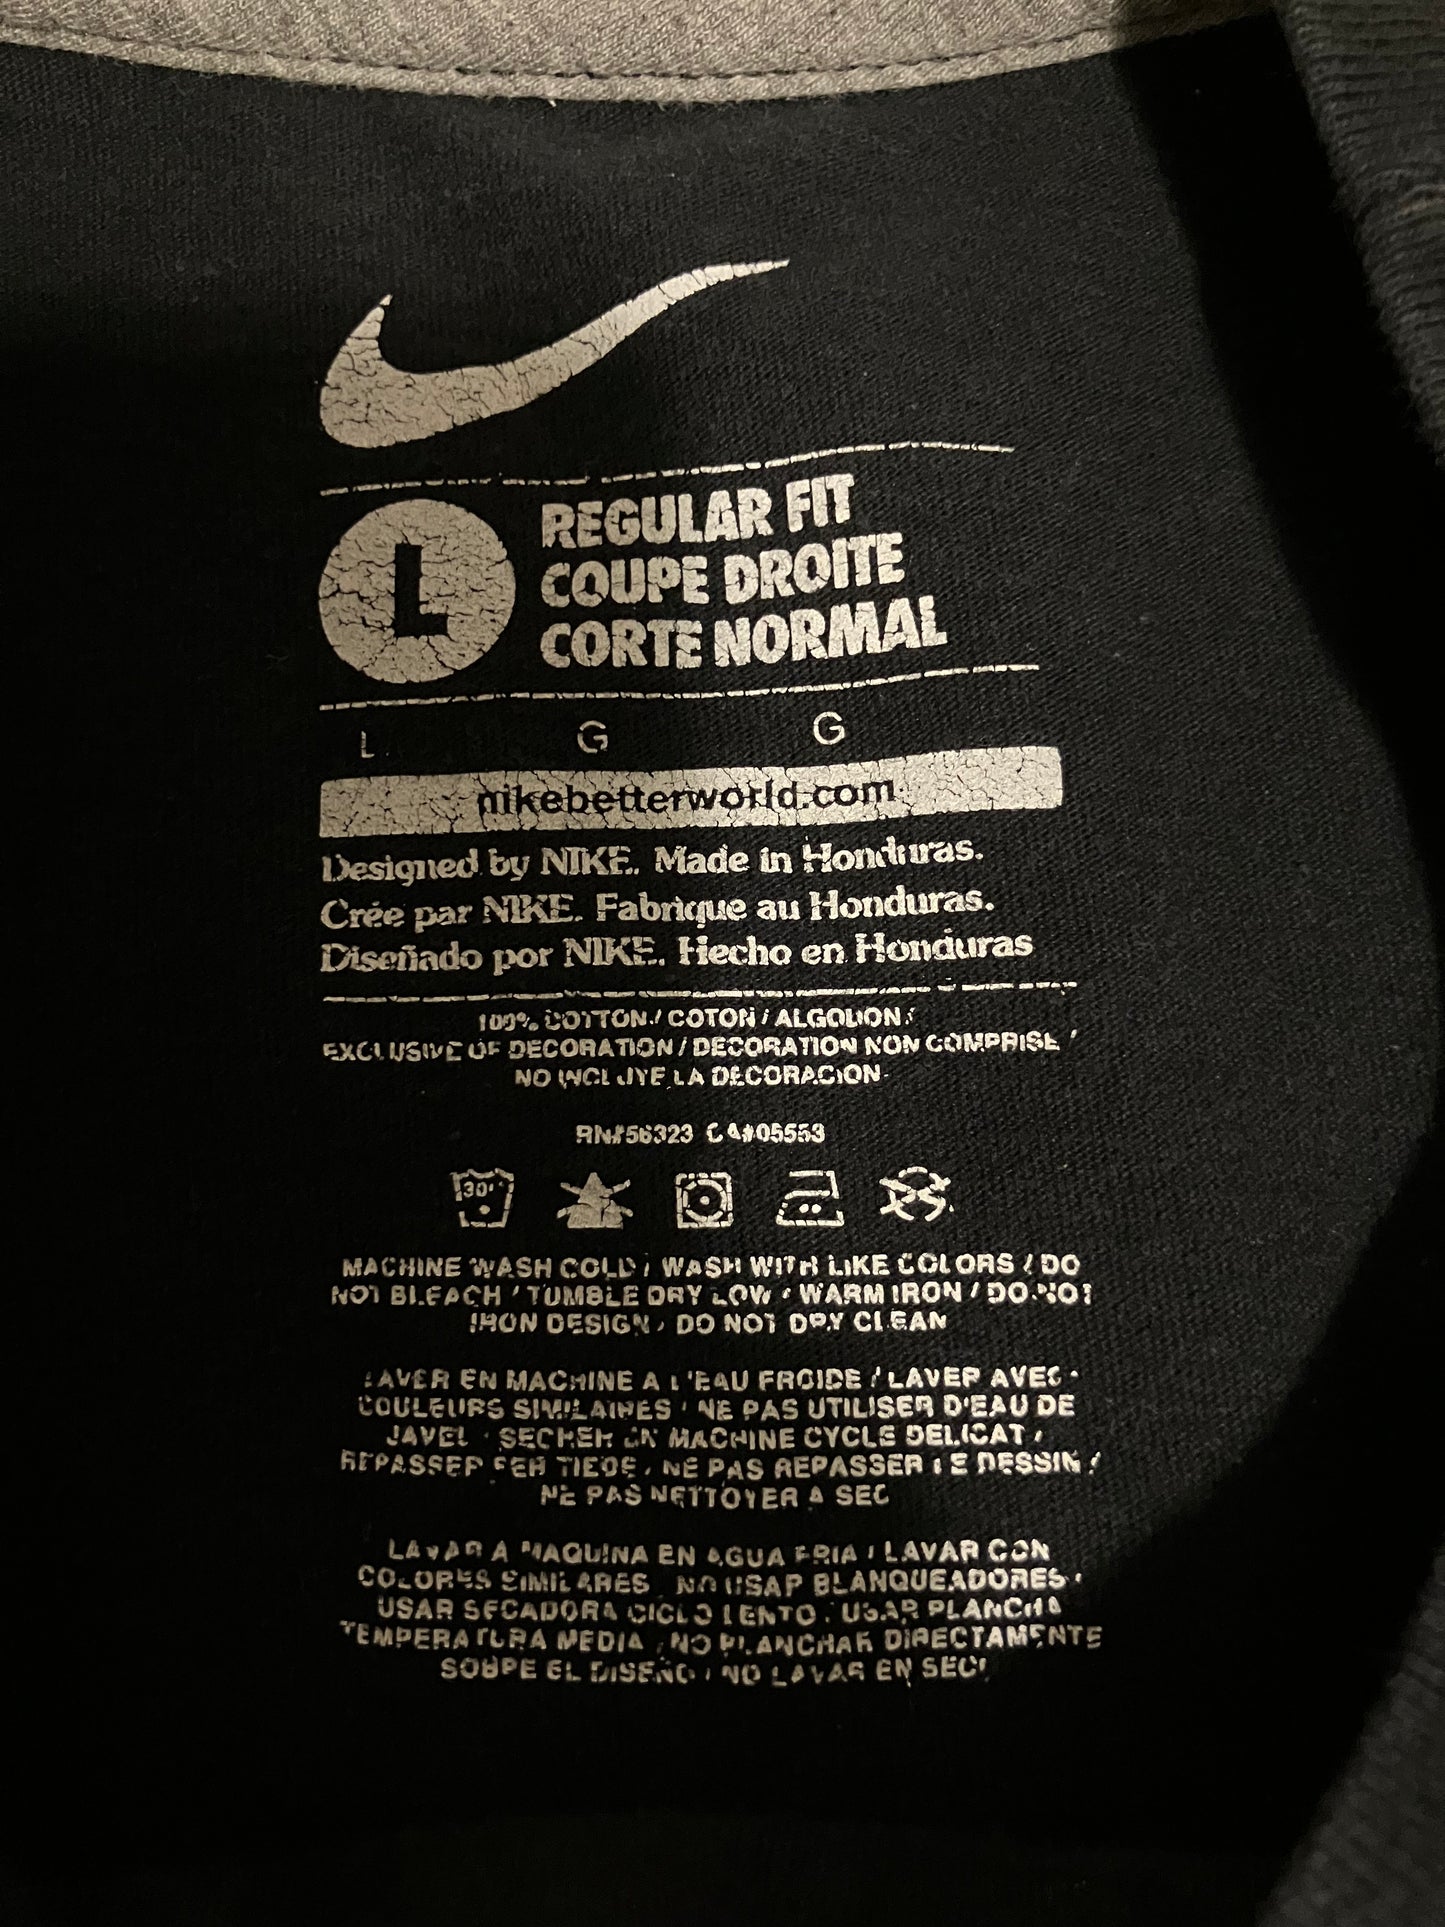 L
REGULAR FIT
COUPE DROITE
CORTE NORMAL
L G G
nikebetterworld.com
Designed by NIKE. Made in Honduras.
Crée par NIKE. Fabrique au Honduras.
Diseñado por NIKE. Hecho en Honduras
100% COTTON / COTON / ALGODON /
EXCLUSIVE OF DECORATION / DECORATION NON COMPRISE /
NO INCLUYE LA DECORACION
RN#56323 CA#05553
30°
MACHINE WASH COLD / WASH WITH LIKE COLORS / DO
NOT BLEACH / TUMBLE DRY LOW / WARM IRON / DO NOT
IRON DESIGN / DO NOT DRY CLEAN
LAVER EN MACHINE A L'EAU FROIDE / LAVER AVEC
COULEURS SIMILAIRES / NE PAS UTILISER D'EAU DE
JAVEL / SECHER EN MACHINE CYCLE DELICAT /
REPASSER FER TIEDE / NE PAS REPASSER LE DESSIN /
NE PAS NETTOYER A SEC
LAVAR A MAQUINA EN AGUA FRIA / LAVAR CON
COLORES SIMILARES / NO USAR BLANQUEADORES /
USAR SECADORA CICLO LENTO / USAR PLANCHA
TEMPERATURA MEDIA / NO PLANCHAR DIRECTAMENTE
SOBRE EL DISEÑO / NO LAVAR EN SECO